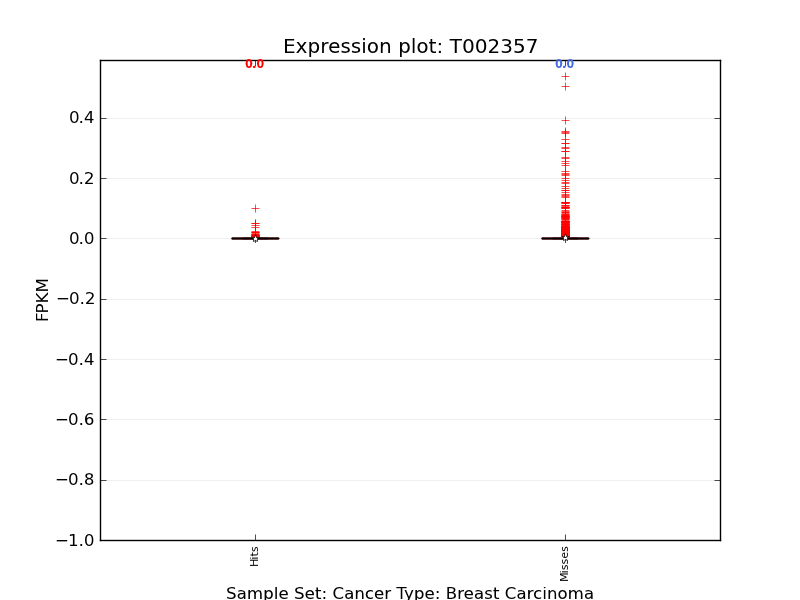 Expression plot: T002357
0.0 0.0
0.4
0.2
0.0
−0.2
−0.4
−0.6
−0.8
−1.0
FPKM
Hits Misses
Sample Set: Cancer Type: Breast Carcinoma